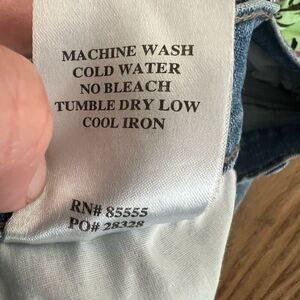 MACHINE WASH
COLD WATER
NO BLEACH
TUMBLE DRY LOW
COOL IRON
RN# 85555
PO# 28328